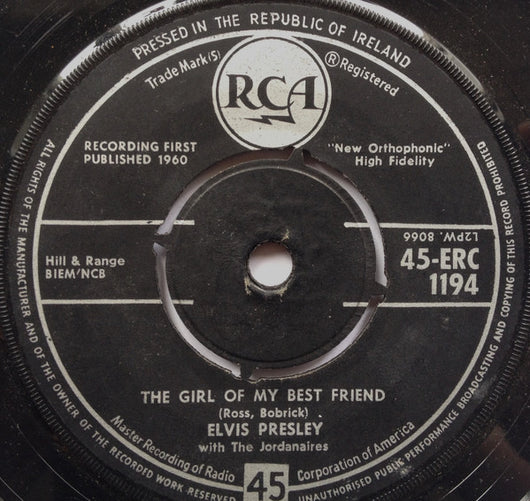 PRESSED IN THE REPUBLIC OF IRELAND
Trade Mark(s) ® Registered
RCA
RECORDING FIRST
PUBLISHED 1960
"New Orthophonic"
High Fidelity
Hill & Range
BIEM/NCB
L2PW. 8066
45-ERC
1194
THE GIRL OF MY BEST FRIEND
(Ross, Bobrick) .
ELVIS PRESLEY
with The Jordanaires
Master Recording of Radio Corporation of America
45
ALL RIGHTS OF THE MANUFACTURER AND OF THE OWNER OF THE RECORDED WORK RESERVED
UNAUTHORISED PUBLIC PERFORMANCE BROADCASTING AND COPYING OF THIS RECORD PROHIBITED